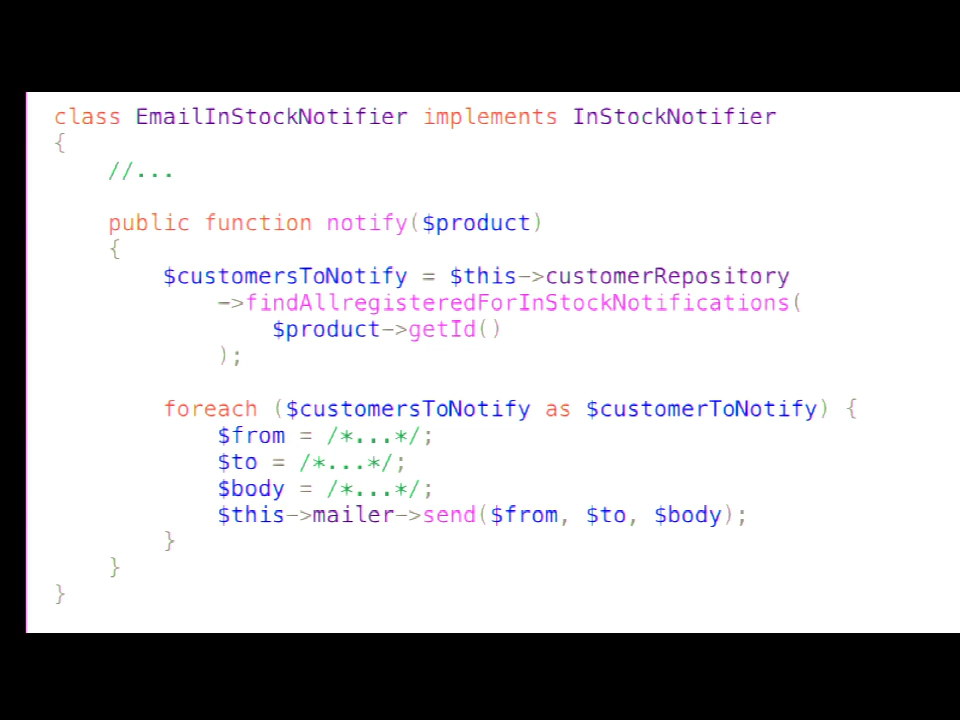 class EmailInStockNotifier implements InStockNotifier
{
//...
public function notify($product)
{
$customersToNotify = $this->customerRepository
->findAllregisteredForInStockNotifications(
$product->getId()
);
foreach ($customersToNotify as $customerToNotify) {
$from = /*...*/;
$to = /*...*/;
$body = /*...*/;
$this->mailer->send($from, $to, $body);
}
}
}